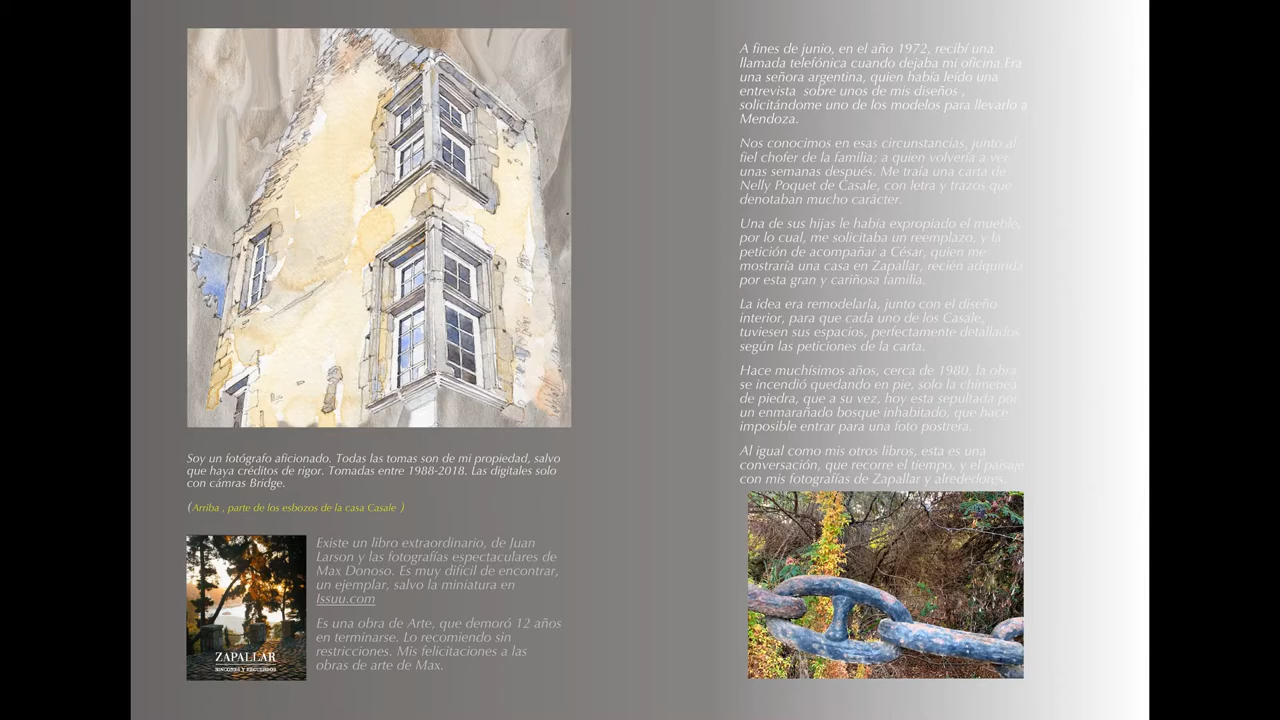 Soy un fotógrafo aficionado. Todas las tomas son de mi propiedad, salvo
que haya créditos de rigor. Tomadas entre 1988-2018. Las digitales solo
con cámras Bridge.
(Arriba , parte de los esbozos de la casa Casale )
Existe un libro extraordinario, de Juan
Larson y las fotografías espectaculares de
Max Donoso. Es muy difícil de encontrar,
un ejemplar, salvo la miniatura en
Issuu.com
Es una obra de Arte, que demoró 12 años
en terminarse. Lo recomiendo sin
restricciones. Mis felicitaciones a las
obras de arte de Max.
ZAPALLAR
RINCONES Y RECUERDOS
A fines de junio, en el año 1972, recibí una
llamada telefónica cuando dejaba mi oficina.Era
una señora argentina, quien había leído una
entrevista sobre unos de mis diseños ,
solicitándome uno de los modelos para llevarlo a
Mendoza.
Nos conocimos en esas circunstancias, junto al
fiel chofer de la familia; a quien volvería a ver
unas semanas después. Me traía una carta de
Nelly Poquet de Casale, con letra y trazos que
denotaban mucho carácter.
Una de sus hijas le había expropiado el mueble,
por lo cual, me solicitaba un reemplazo, y la
petición de acompañar a César, quien me
mostraría una casa en Zapallar, recién adquirida
por esta gran y cariñosa familia.
La idea era remodelarla, junto con el diseño
interior, para que cada uno de los Casale,
tuviesen sus espacios, perfectamente detallados
según las peticiones de la carta.
Hace muchísimos años, cerca de 1980, la obra
se incendió quedando en pie, solo la chimenea
de piedra, que a su vez, hoy esta sepultada por
un enmarañado bosque inhabitado, que hace
imposible entrar para una foto postrera.
Al igual como mis otros libros, esta es una
conversación, que recorre el tiempo, y el paisaje
con mis fotografías de Zapallar y alrededores.